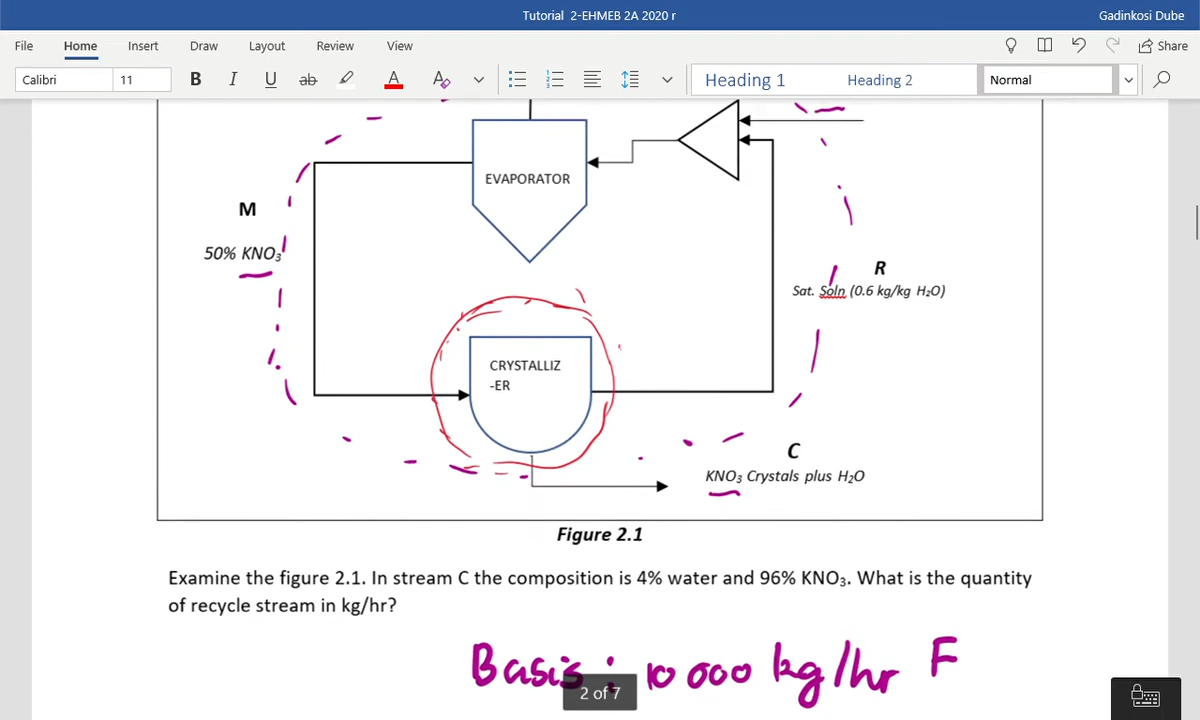 Tutorial 2-EHMEB 2A 2020 r
Gadinkosi Dube
File Home Insert Draw Layout Review View
Share
Calibri 11 B I U ab A A Heading 1 Heading 2 Normal
EVAPORATOR
M
50% KNO₃
R
Sat. Soln (0.6 kg/kg H₂O)
CRYSTALLIZ
-ER
C
KNO₃ Crystals plus H₂O
Figure 2.1
Examine the figure 2.1. In stream C the composition is 4% water and 96% KNO₃. What is the quantity
of recycle stream in kg/hr?
Basis : 10 000 kg/hr F
2 of 7